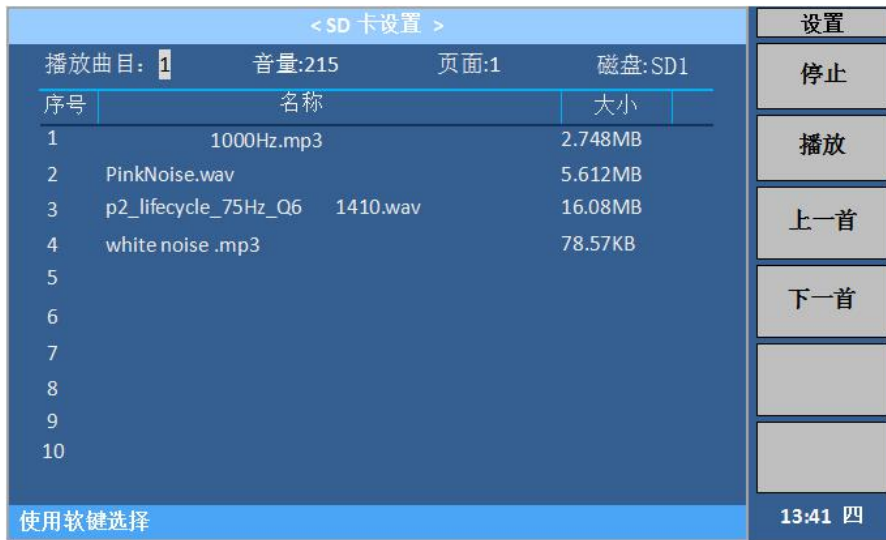 < SD 卡设置 >
设置
播放曲目: 1 音量:215 页面:1 磁盘:SD1
停止
序号 名称 大小
1 1000Hz.mp3 2.748MB
播放
2 PinkNoise.wav 5.612MB
3 p2_lifecycle_75Hz_Q6 1410.wav 16.08MB
上一首
4 white noise .mp3 78.57KB
5
下一首
6
7
8
9
10
使用软键选择
13:41 四